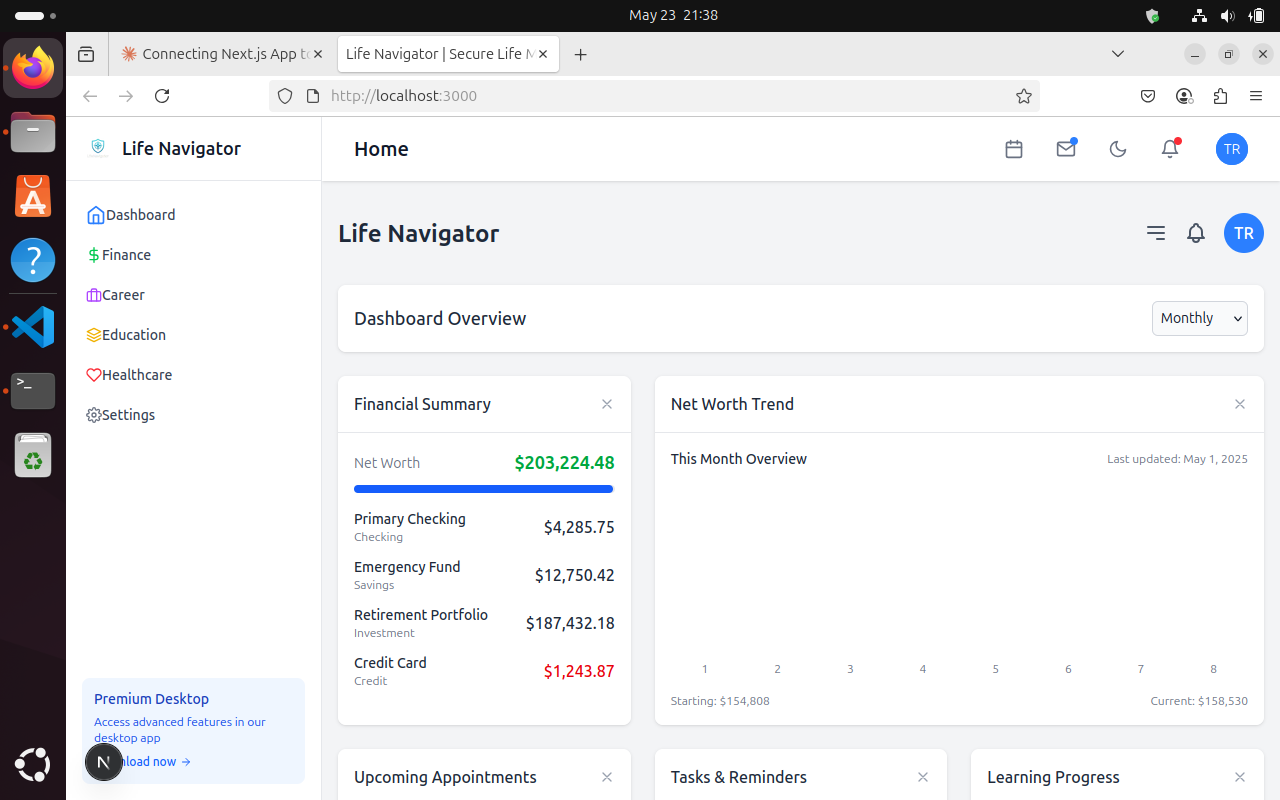 May 23 21:38
Connecting Next.js App to
Life Navigator | Secure Life M
http://localhost:3000
Life Navigator
Home
TR
Dashboard
Finance
Career
Education
Healthcare
Settings
Life Navigator
TR
Dashboard Overview
Monthly
Financial Summary
Net Worth $203,224.48
Primary Checking
Checking
$4,285.75
Emergency Fund
Savings
$12,750.42
Retirement Portfolio
Investment
$187,432.18
Credit Card
Credit
$1,243.87
Net Worth Trend
This Month Overview
Last updated: May 1, 2025
1 2 3 4 5 6 7 8
Starting: $154,808
Current: $158,530
Premium Desktop
Access advanced features in our
desktop app
N
load now →
Upcoming Appointments
Tasks & Reminders
Learning Progress